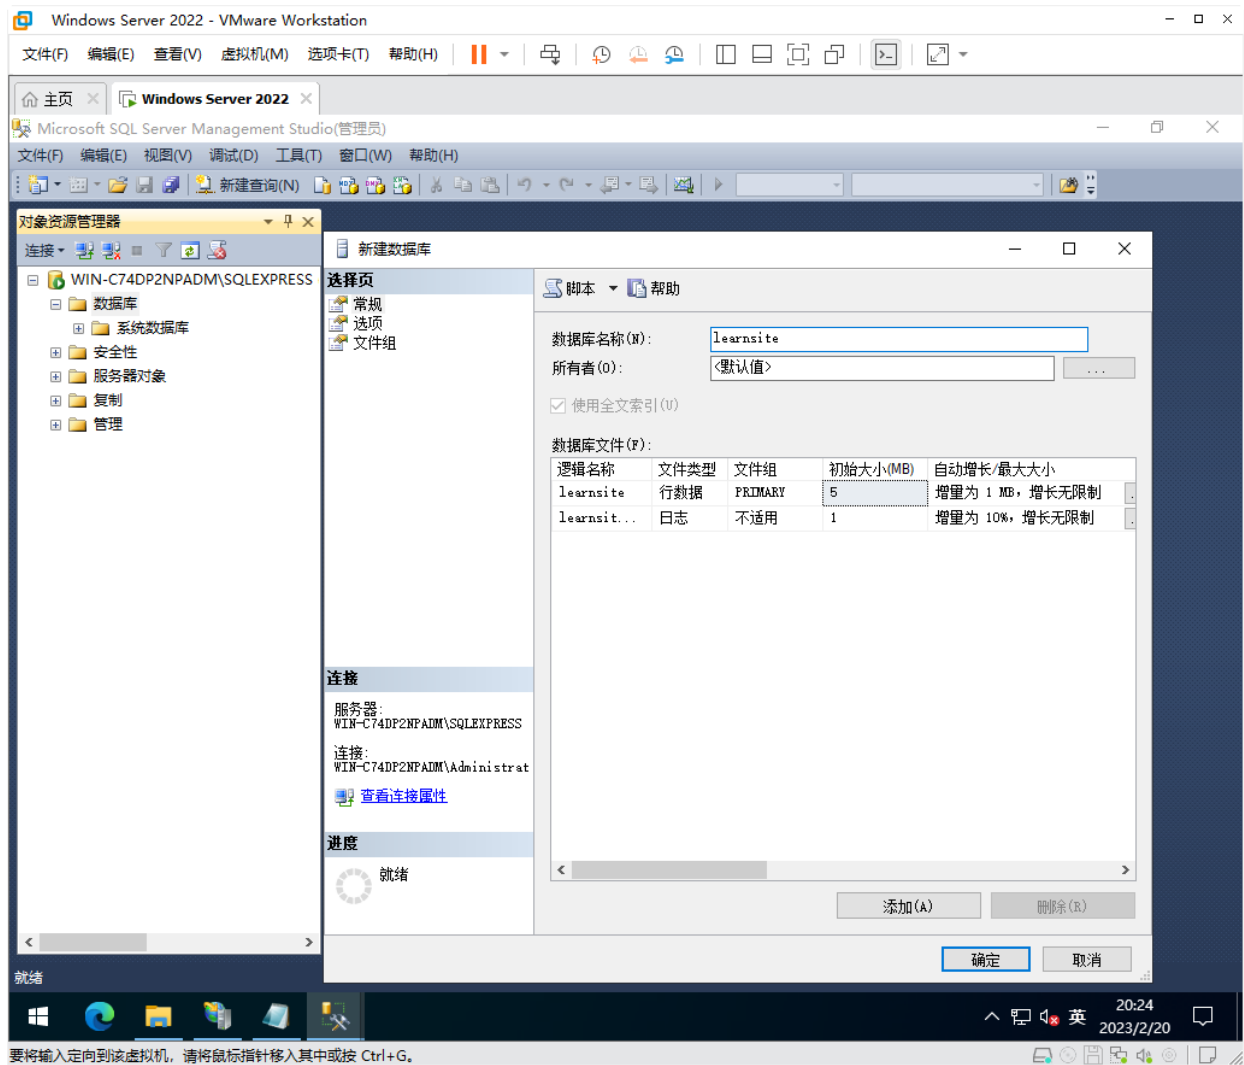 Windows Server 2022 - VMware Workstation
文件(F) 编辑(E) 查看(V) 虚拟机(M) 选项卡(T) 帮助(H)
主页 Windows Server 2022
Microsoft SQL Server Management Studio(管理员)
文件(F) 编辑(E) 视图(V) 调试(D) 工具(T) 窗口(W) 帮助(H)
新建查询(N)
对象资源管理器
连接
WIN-C74DP2NPADM\SQLEXPRESS
数据库
系统数据库
安全性
服务器对象
复制
管理
新建数据库
选择页
常规
选项
文件组
脚本 帮助
数据库名称(N): learnsite
所有者(O): <默认值> ...
使用全文索引(U)
数据库文件(F):
逻辑名称 文件类型 文件组 初始大小(MB) 自动增长/最大大小
learnsite 行数据 PRIMARY 5 增量为 1 MB，增长无限制 .
learnsit... 日志 不适用 1 增量为 10%，增长无限制 .
连接
服务器:
WIN-C74DP2NPADM\SQLEXPRESS
连接:
WIN-C74DP2NPADM\Administrat
查看连接属性
进度
就绪
添加(A) 删除(R)
确定 取消
就绪
英 20:24
2023/2/20
要将输入定向到该虚拟机，请将鼠标指针移入其中或按 Ctrl+G。